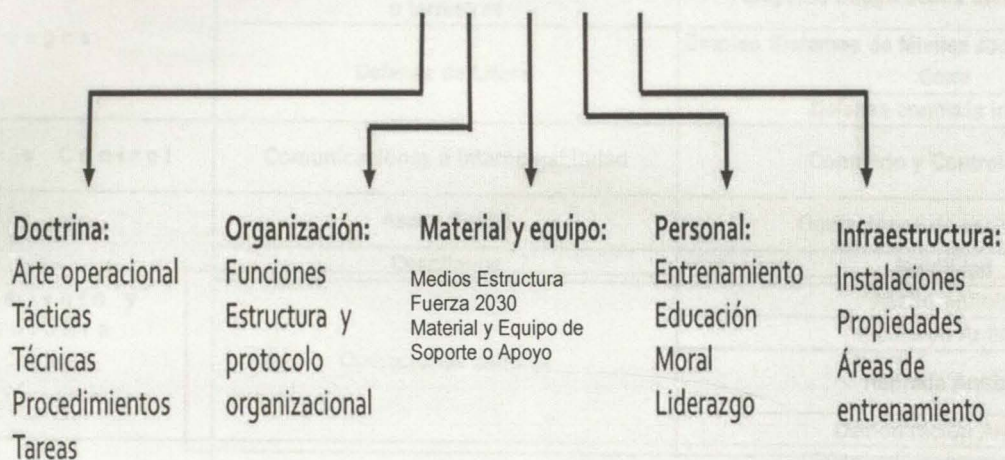 Doctrina:
Arte operacional
Tácticas
Técnicas
Procedimientos
Tareas
Organización:
Funciones
Estructura y
protocolo
organizacional
Material y equipo:
Medios Estructura
Fuerza 2030
Material y Equipo de
Soporte o Apoyo
Personal:
Entrenamiento
Educación
Moral
Liderazgo
Infraestructura:
Instalaciones
Propiedades
Áreas de
entrenamiento